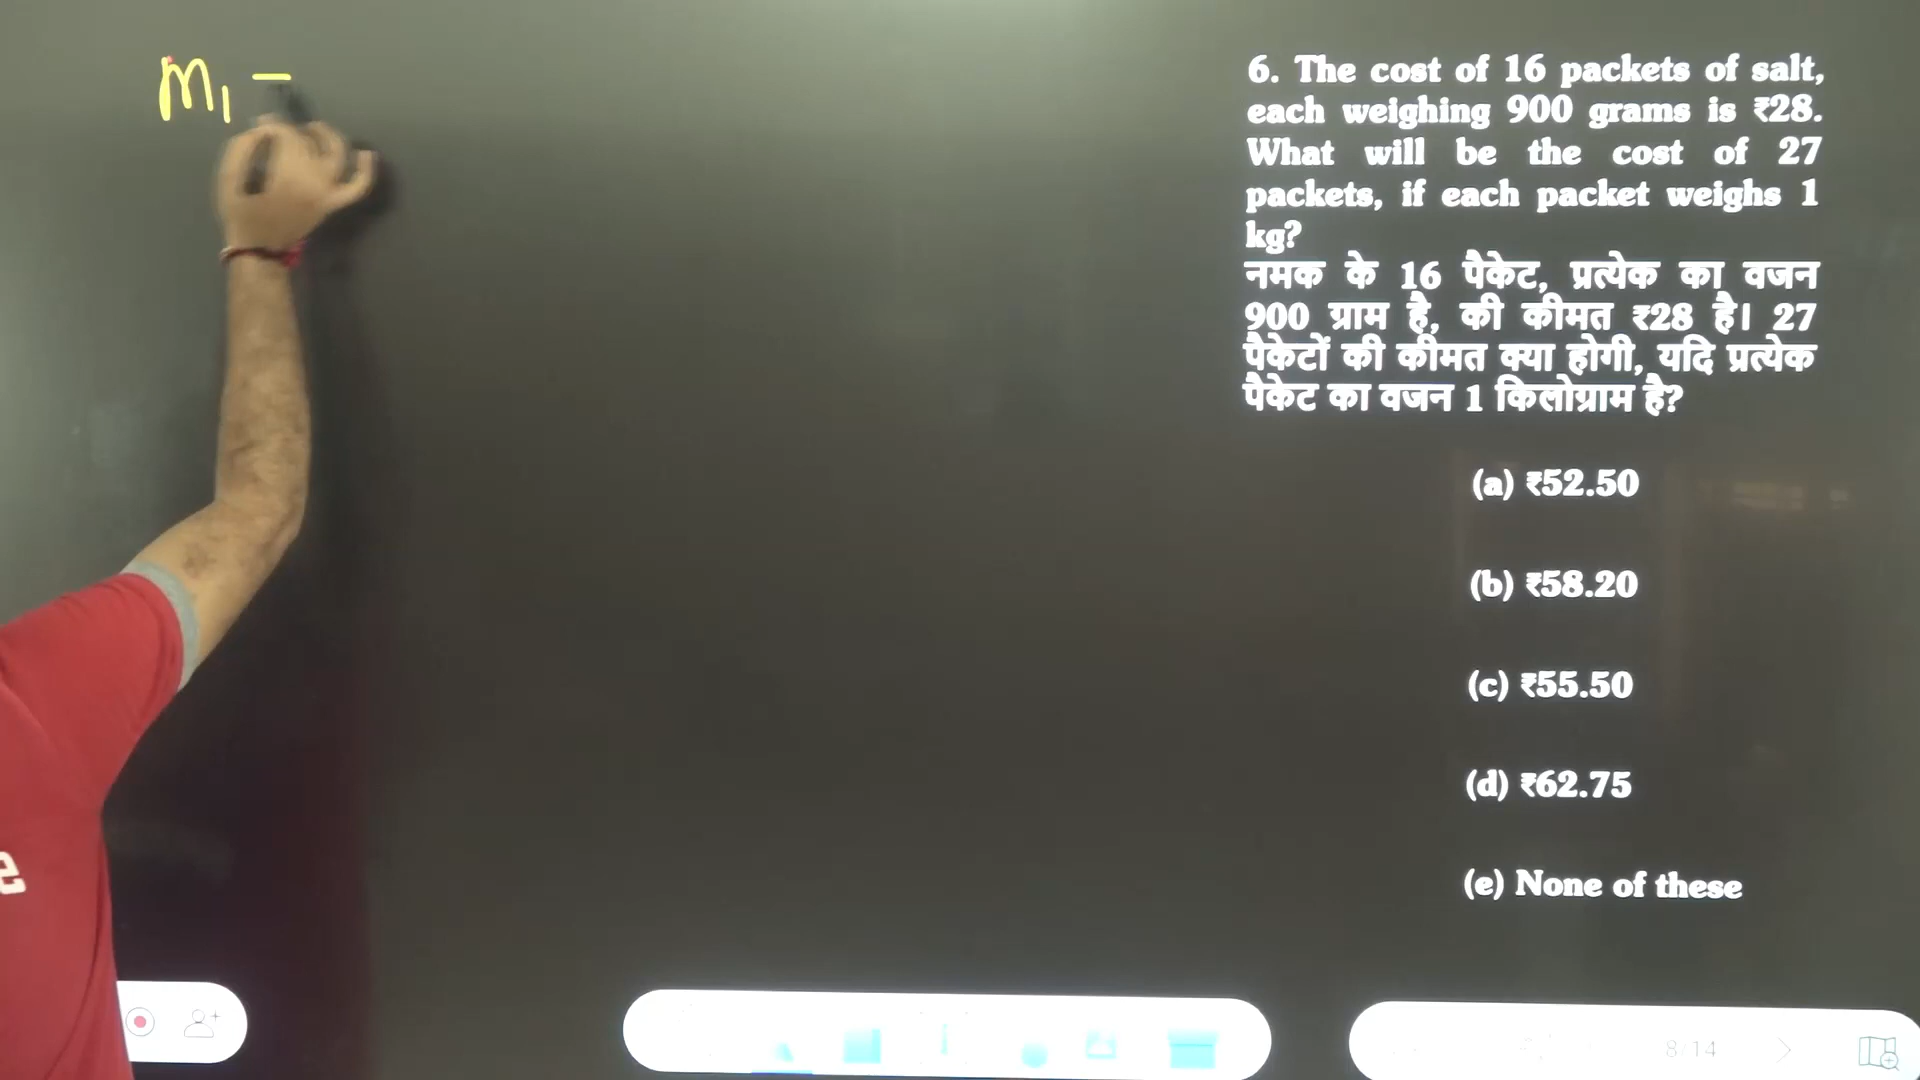 M1 =
6. The cost of 16 packets of salt,
each weighing 900 grams is ₹28.
What will be the cost of 27
packets, if each packet weighs 1
kg?
नमक के 16 पैकेट, प्रत्येक का वजन
900 ग्राम है, की कीमत ₹28 है। 27
पैकेटों की कीमत क्या होगी, यदि प्रत्येक
पैकेट का वजन 1 किलोग्राम है?
(a) ₹52.50
(b) ₹58.20
(c) ₹55.50
(d) ₹62.75
(e) None of these
e
8/14